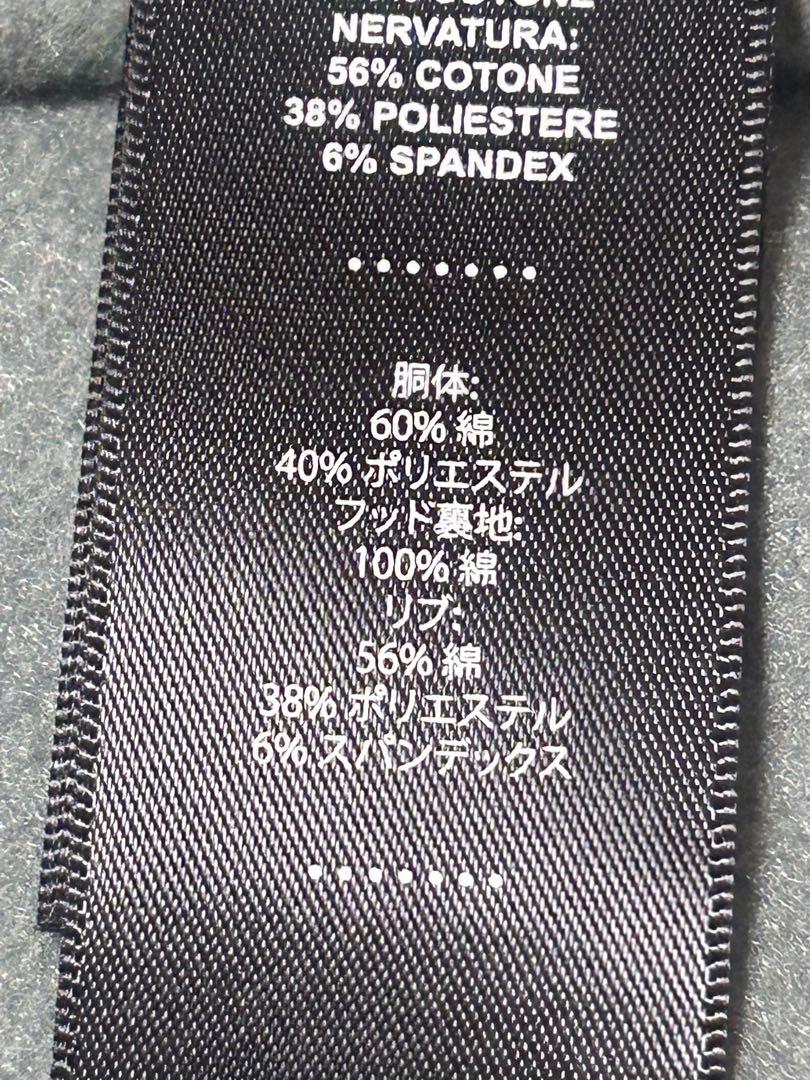 COTONE
NERVATURA:
56% COTONE
38% POLIESTERE
6% SPANDEX
胴体:
60% 綿
40% ポリエステル
フッド裏地:
100% 綿
リブ:
56% 綿
38% ポリエステル
6% スパンデックス